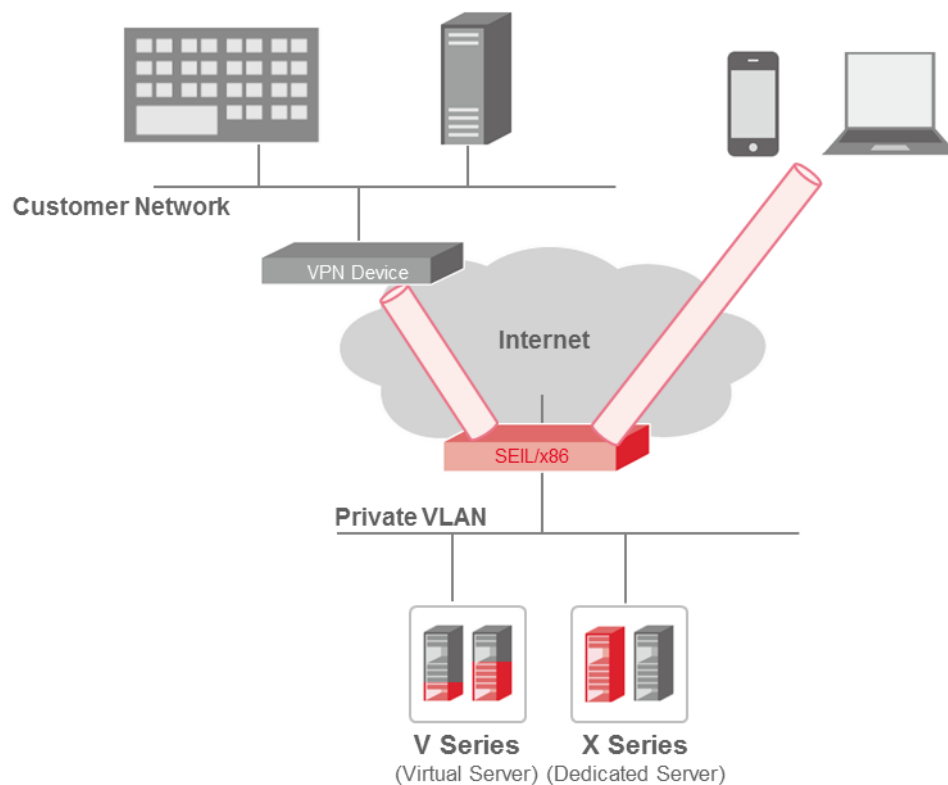 Customer Network
VPN Device
Internet
SEIL/x86
Private VLAN
V Series
(Virtual Server)
X Series
(Dedicated Server)